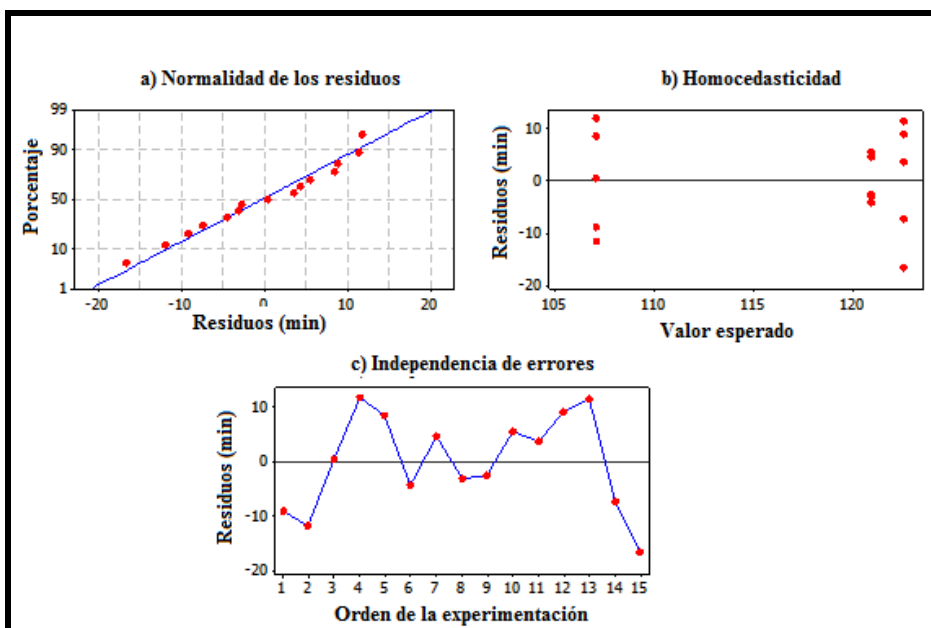 a) Normalidad de los residuos
Porcentaje
99
90
50
10
1
-20 -10 0 10 20
Residuos (min)
b) Homocedasticidad
Residuos (min)
10
0
-10
-20
105 110 115 120
Valor esperado
c) Independencia de errores
Residuos (min)
10
0
-10
-20
1 2 3 4 5 6 7 8 9 10 11 12 13 14 15
Orden de la experimentación